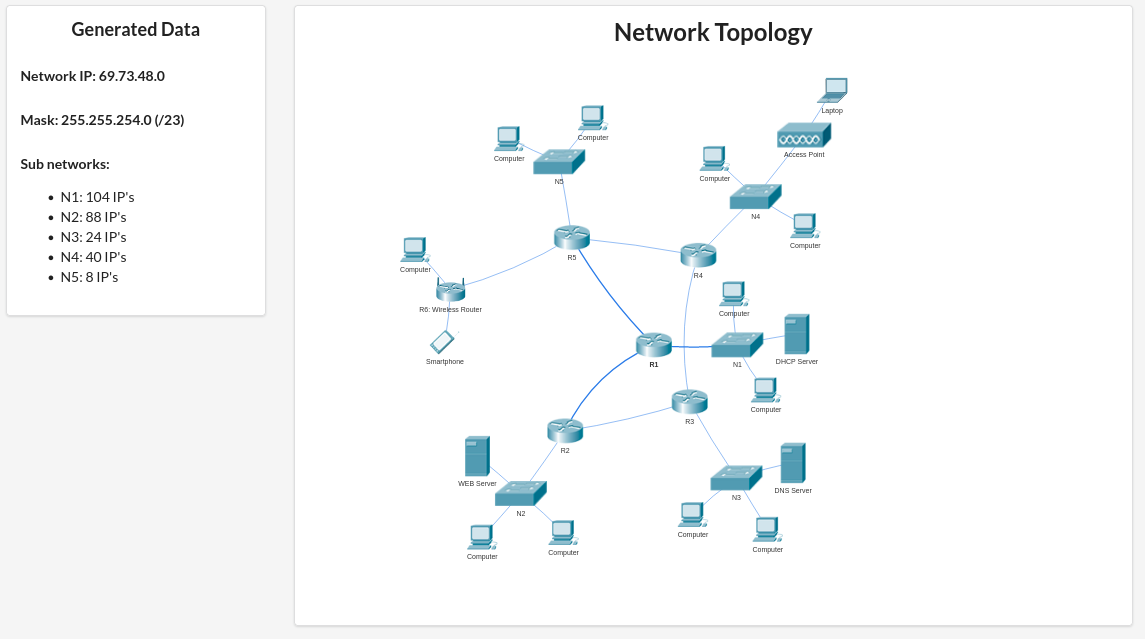 Generated Data
Network IP: 69.73.48.0
Mask: 255.255.254.0 (/23)
Sub networks:
• N1: 104 IP's
• N2: 88 IP's
• N3: 24 IP's
• N4: 40 IP's
• N5: 8 IP's
Network Topology
Laptop
Computer
Access Point
Computer
N5
Computer
N4
Computer
R5
R4
Computer
R6: Wireless Router
Computer
Smartphone
R1
N1
DHCP Server
Computer
R3
R2
WEB Server
DNS Server
N3
N2
Computer
Computer
Computer
Computer